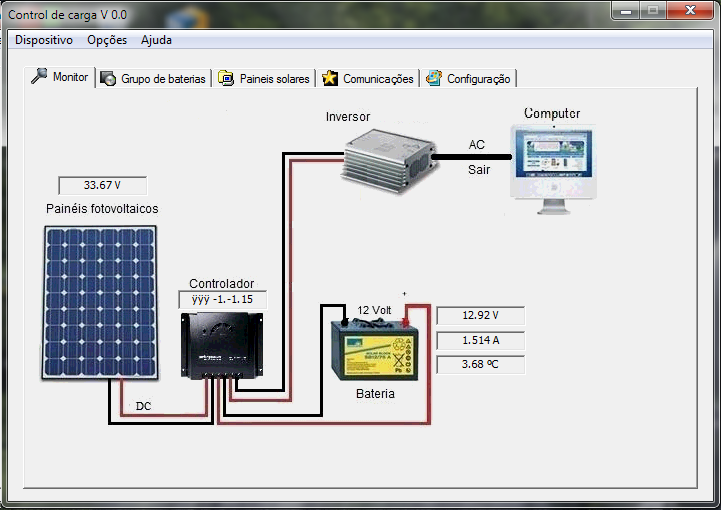 Control de carga V 0.0
Dispositivo Opções Ajuda
Monitor Grupo de baterias Paineis solares Comunicações Configuração
Inversor
Computer
AC
Sair
33.67 V
Painéis fotovoltaicos
Controlador
ÿÿÿ -1.-1.15
12 Volt
+
12.92 V
1.514 A
3.68 ºC
Bateria
DC